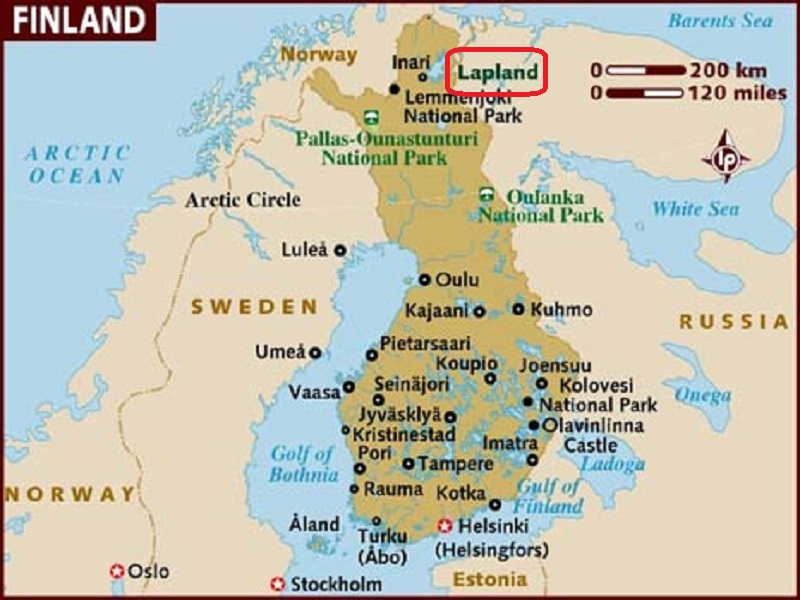 FINLAND
Barents Sea
Norway
Inari
Lapland
0 200 km
0 120 miles
Lemmenjoki
National Park
Pallas-Ounastunturi
National Park
ARCTIC
OCEAN
lp
Arctic Circle
Oulanka
National Park
White Sea
Luleå
Oulu
SWEDEN
Kajaani
Kuhmo
RUSSIA
Umeå
Pietarsaari
Koupio
Joensuu
Vaasa
Seinäjori
Kolovesi
National Park
Onega
Jyväsklyä
Olavinlinna
Castle
Kristinestad
Imatra
Gulf of
Bothnia
Pori
Tampere
Ladoga
NORWAY
Rauma
Kotka
Gulf of
Finland
Åland
Turku
(Åbo)
Helsinki
(Helsingfors)
Oslo
Stockholm
Estonia